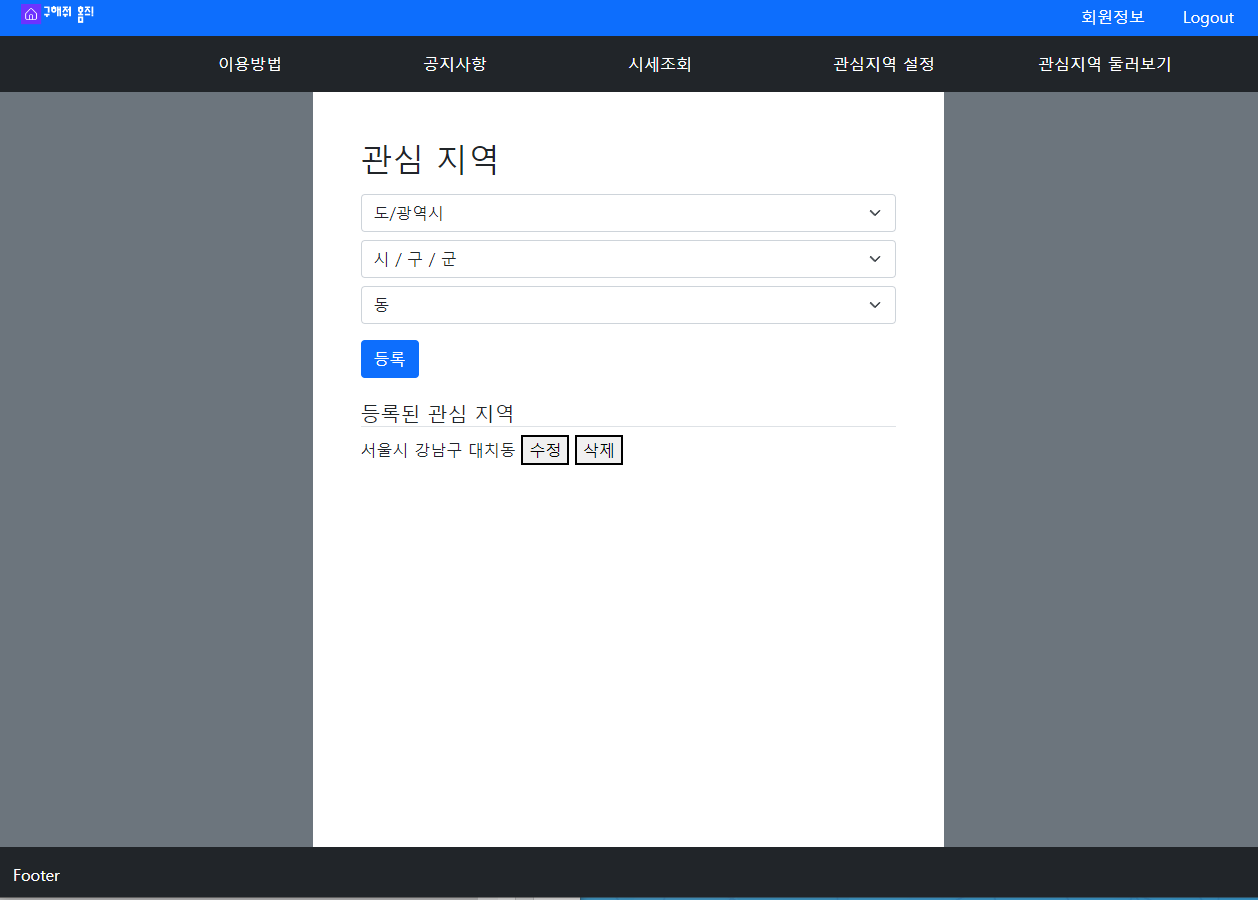 구해줘 홈직
회원정보 Logout
이용방법 공지사항 시세조회 관심지역 설정 관심지역 둘러보기
관심 지역
도/광역시
시 / 구 / 군
동
등록
등록된 관심 지역
서울시 강남구 대치동 수정 삭제
Footer